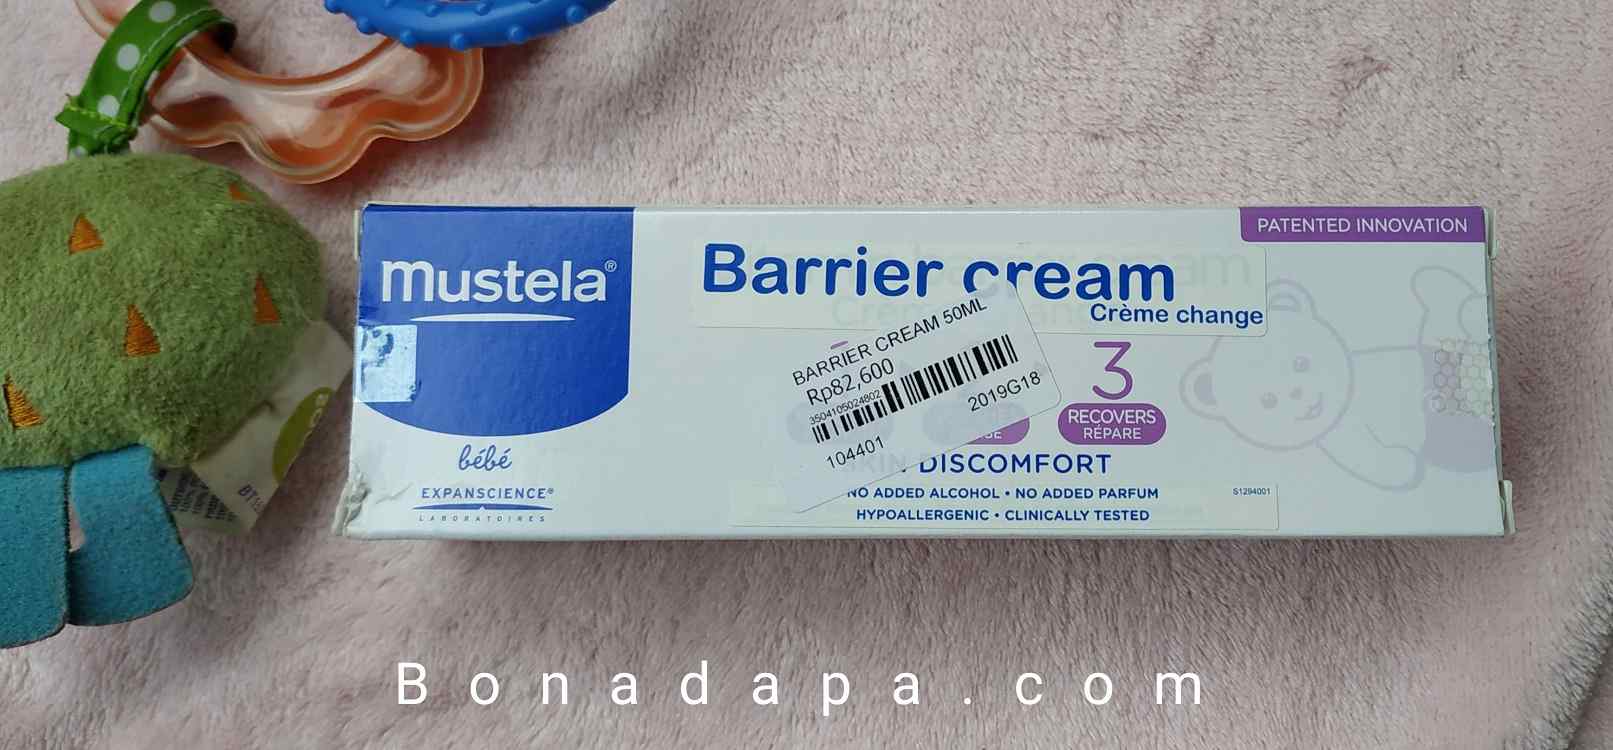 PATENTED INNOVATION
mustela®
Barrier cream
Crème change
BARRIER CREAM 50ML
Rp82,600
3504105024802
2019G18
104401
3
RECOVERS
RÉPARE
DISCOMFORT
bébé
EXPANSCIENCE®
LABORATOIRES
NO ADDED ALCOHOL • NO ADDED PARFUM
S1294001
HYPOALLERGENIC • CLINICALLY TESTED
Bonadapa.com